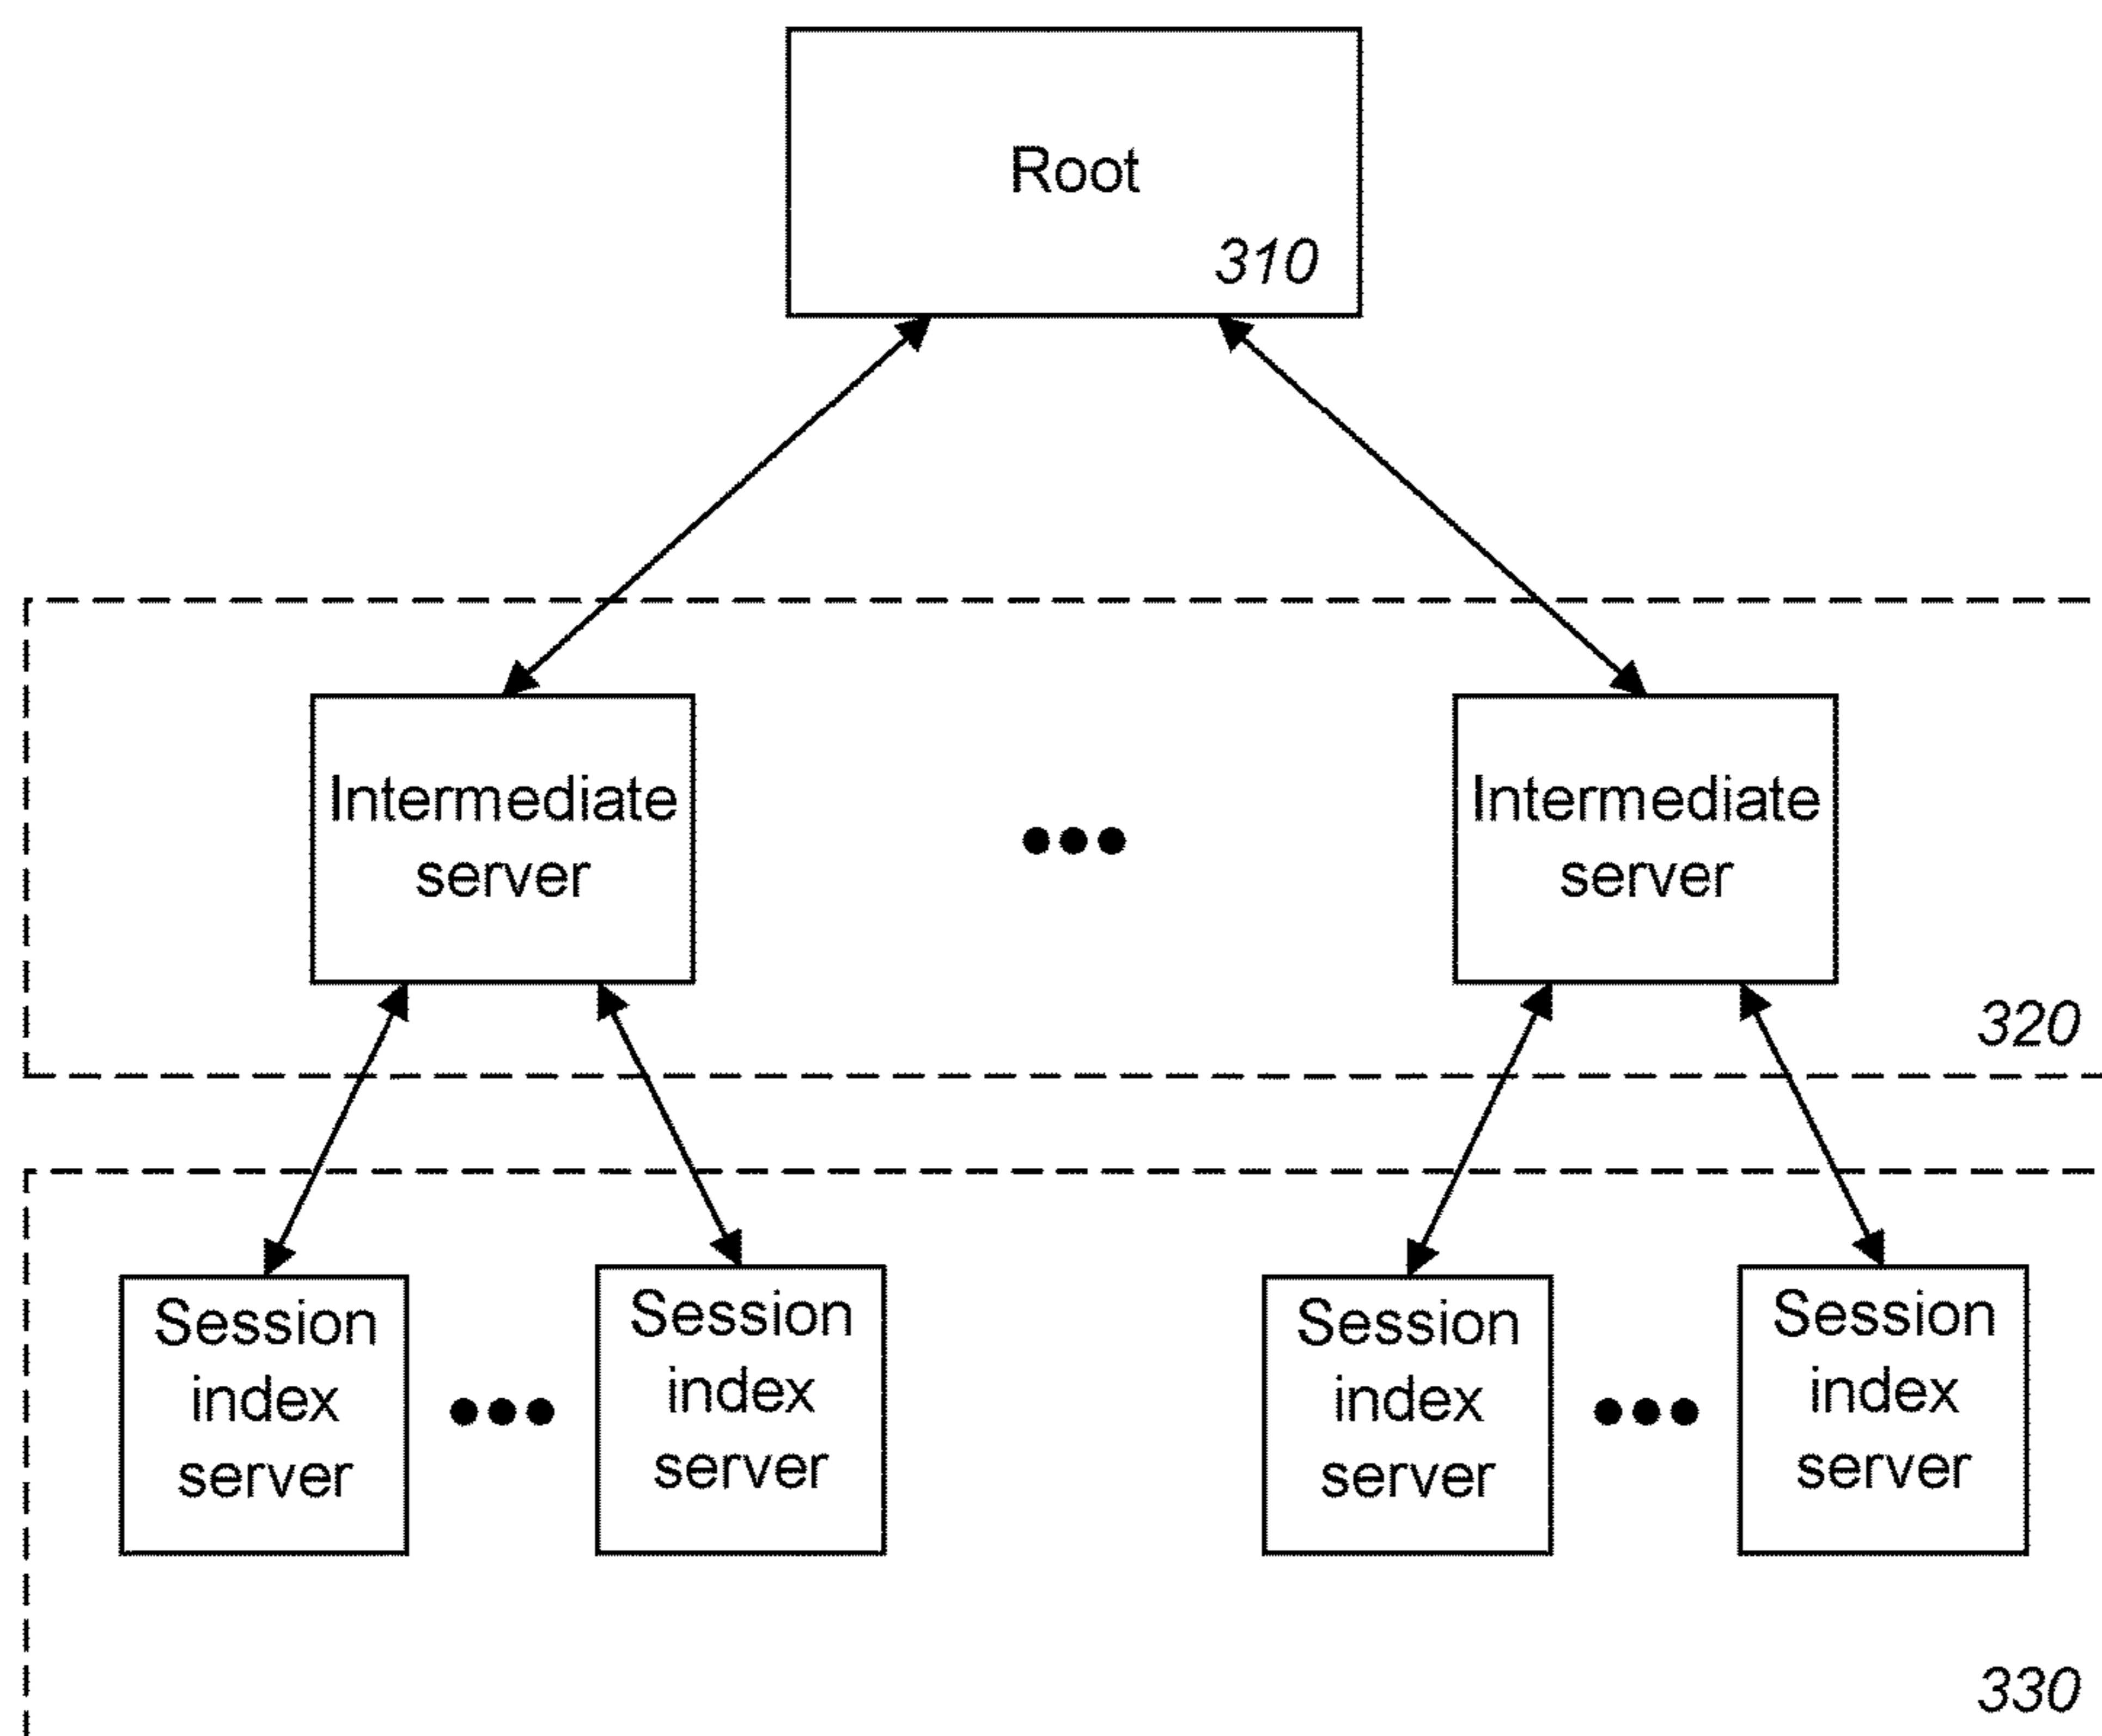 Root
310
Intermediate
server
Intermediate
server
320
Session
index
server
Session
index
server
Session
index
server
Session
index
server
330